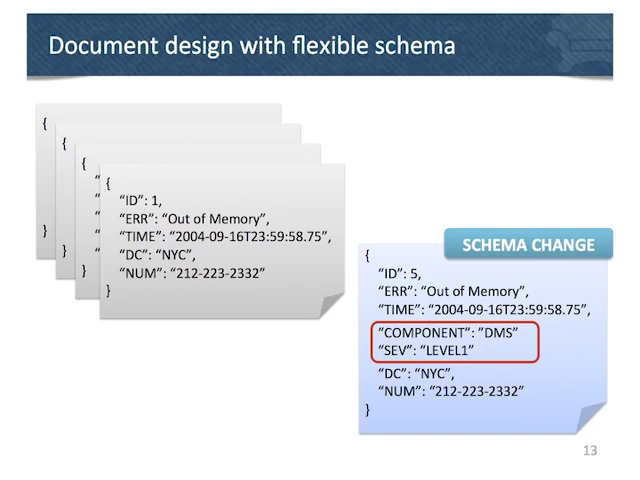 Document design with flexible schema
{
{
{
{
“ID”: 1,
“ERR”: “Out of Memory”,
“TIME”: “2004-09-16T23:59:58.75”,
“DC”: “NYC”,
“NUM”: “212-223-2332”
}
}
}
}
SCHEMA CHANGE
{
“ID”: 5,
“ERR”: “Out of Memory”,
“TIME”: “2004-09-16T23:59:58.75”,
“COMPONENT”: “DMS”
“SEV”: “LEVEL1”
“DC”: “NYC”,
“NUM”: “212-223-2332”
}
13